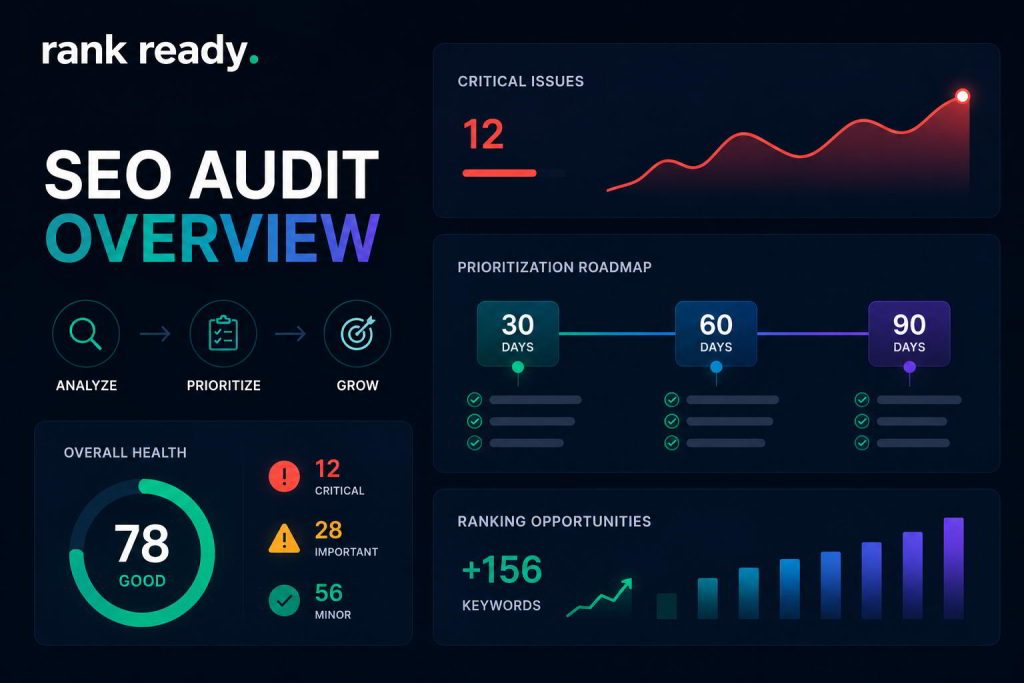 rank ready.
SEO AUDIT
OVERVIEW
ANALYZE
PRIORITIZE
GROW
OVERALL HEALTH
78
GOOD
12
CRITICAL
28
IMPORTANT
56
MINOR
CRITICAL ISSUES
12
PRIORITIZATION ROADMAP
30
DAYS
60
DAYS
90
DAYS
RANKING OPPORTUNITIES
+156
KEYWORDS